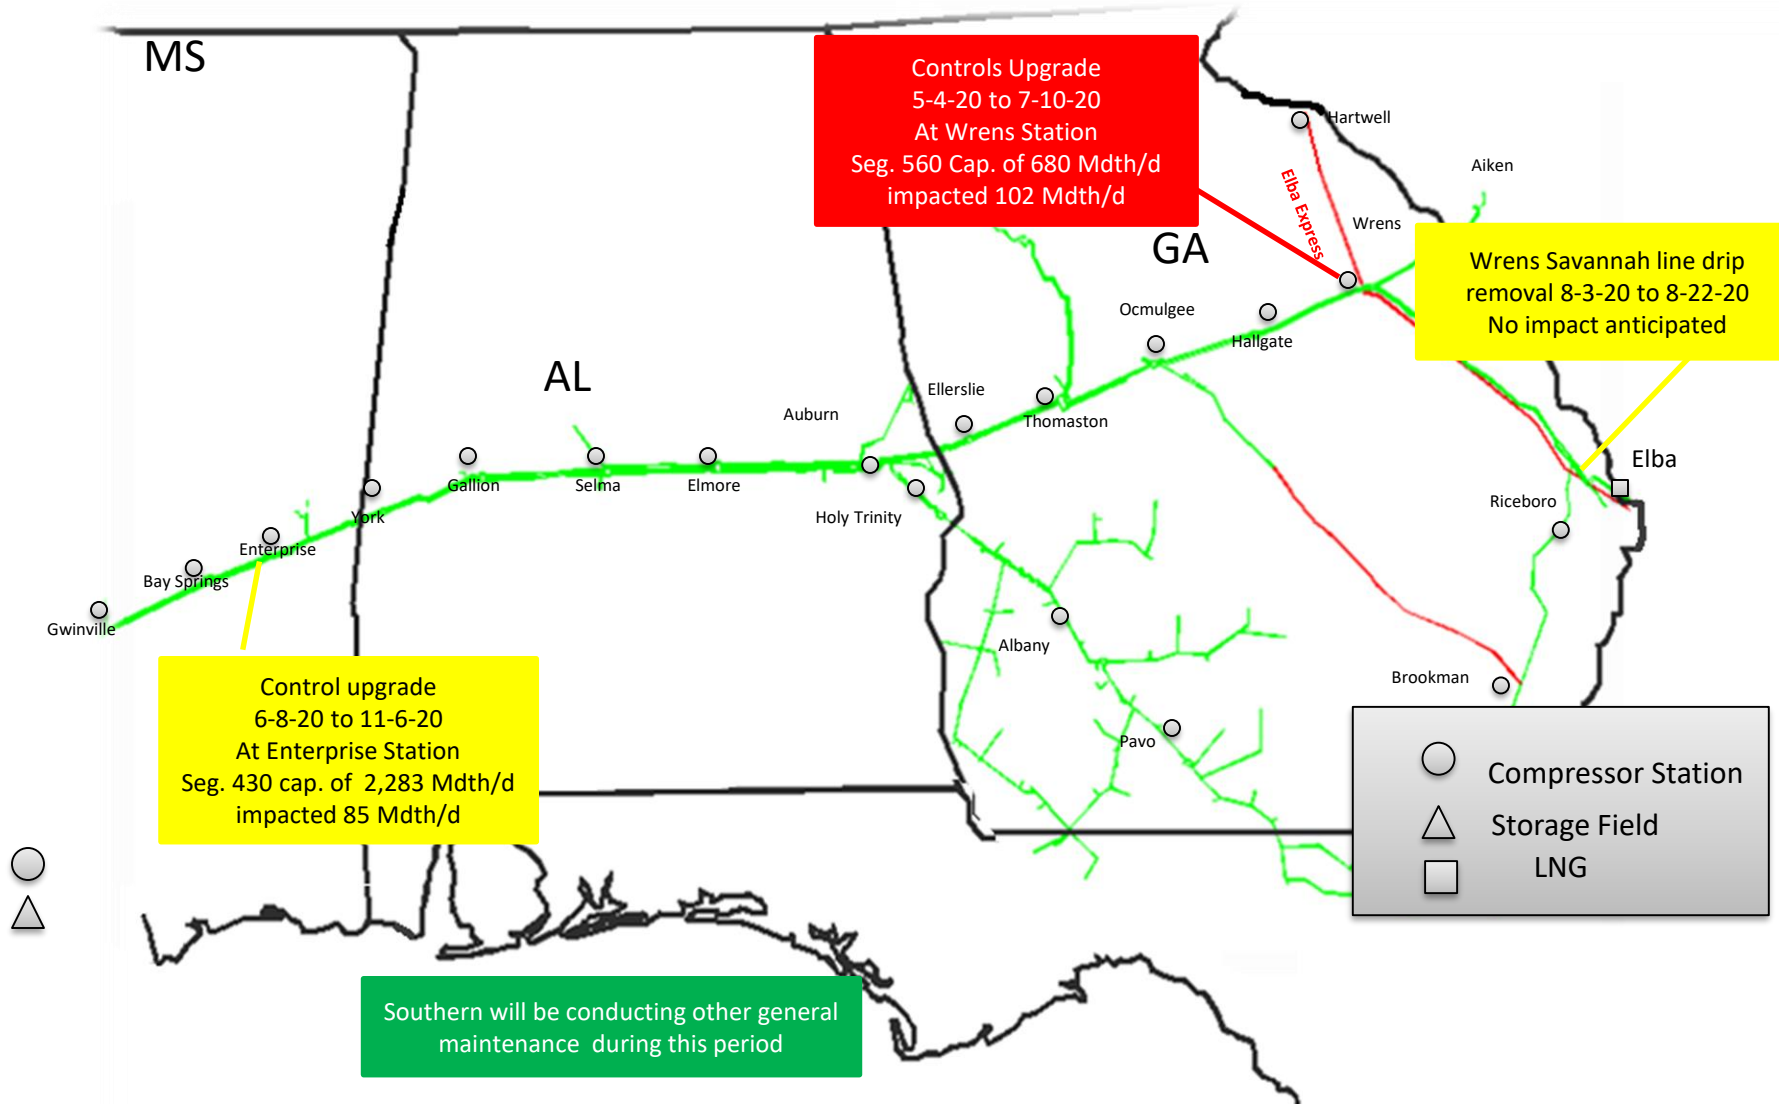 MS
Controls Upgrade
5-4-20 to 7-10-20
At Wrens Station
Seg. 560 Cap. of 680 Mdth/d
impacted 102 Mdth/d
Hartwell
Aiken
Elba Express
Wrens
GA
Wrens Savannah line drip
removal 8-3-20 to 8-22-20
No impact anticipated
Ocmulgee
Hallgate
AL
Ellerslie
Auburn
Thomaston
Elba
Gallion
Selma
Elmore
Riceboro
York
Holy Trinity
Enterprise
Bay Springs
Gwinville
Albany
Brookman
Control upgrade
6-8-20 to 11-6-20
At Enterprise Station
Seg. 430 cap. of  2,283 Mdth/d
impacted 85 Mdth/d
Pavo
Compressor Station
Storage Field
LNG
Southern will be conducting other general
maintenance  during this period